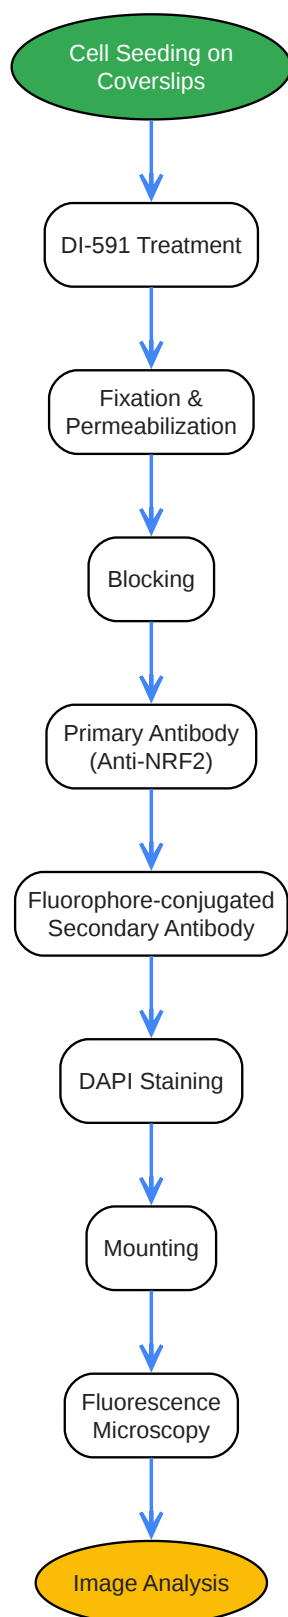 Cell Seeding on
Coverslips
DI-591 Treatment
Fixation &
Permeabilization
Blocking
Primary Antibody
(Anti-NRF2)
Fluorophore-conjugated
Secondary Antibody
DAPI Staining
Mounting
Fluorescence
Microscopy
Image Analysis